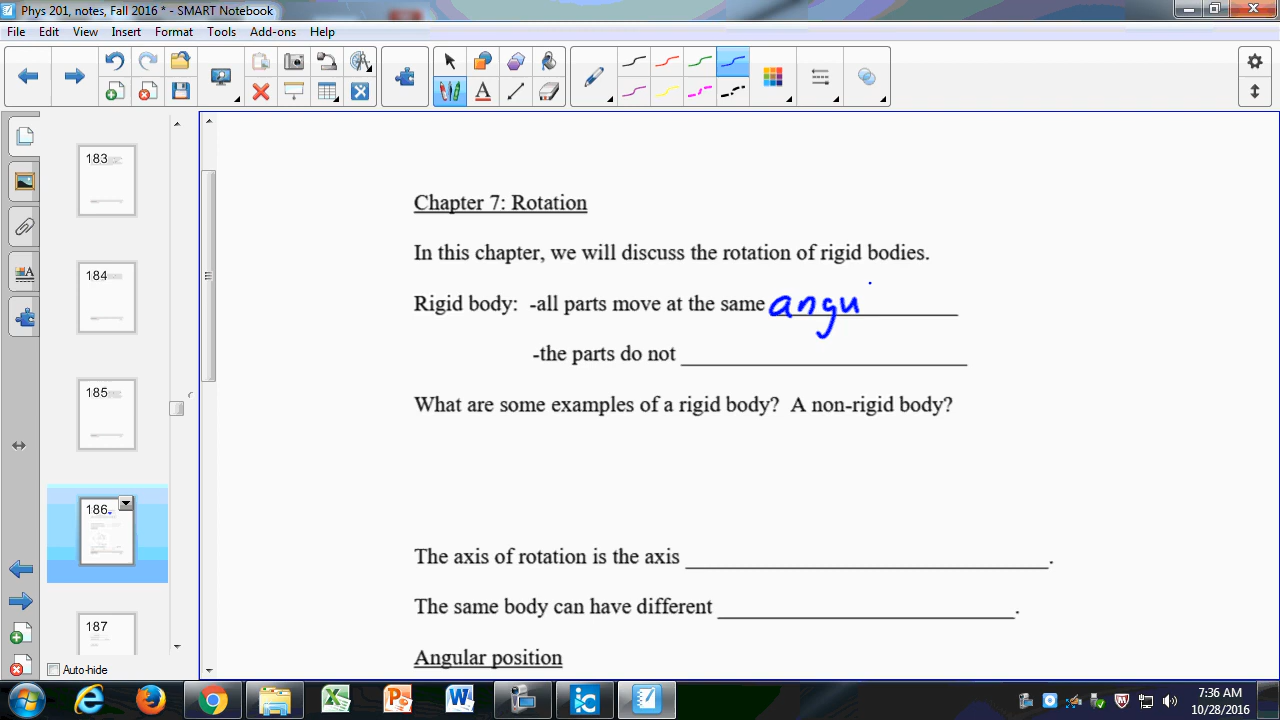 Phys 201, notes, Fall 2016 * - SMART Notebook
File Edit View Insert Format Tools Add-ons Help
183
184
185
186
187
Auto-hide
Chapter 7: Rotation
In this chapter, we will discuss the rotation of rigid bodies.
Rigid body: -all parts move at the same angu
-the parts do not ____________________
What are some examples of a rigid body? A non-rigid body?
The axis of rotation is the axis ____________________.
The same body can have different ____________________.
Angular position
7:36 AM
10/28/2016